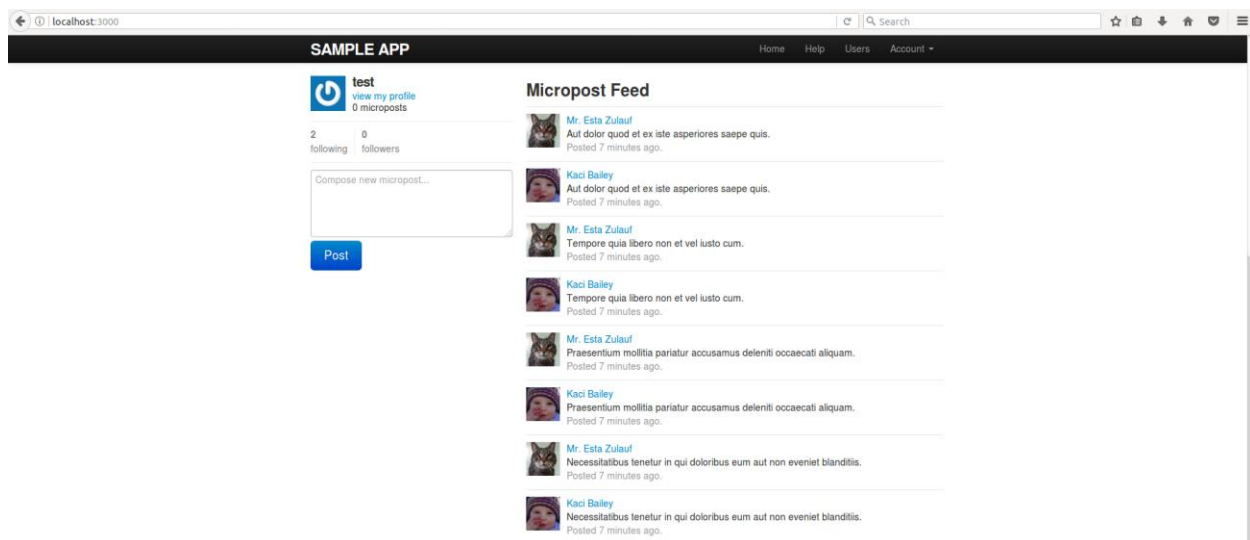 localhost:3000
Search
SAMPLE APP
Home Help Users Account
test
view my profile
0 microposts
2 0
following followers
Compose new micropost...
Post
Micropost Feed
Mr. Esta Zulauf
Aut dolor quod et ex iste asperiores saepe quis.
Posted 7 minutes ago.
Kaci Bailey
Aut dolor quod et ex iste asperiores saepe quis.
Posted 7 minutes ago.
Mr. Esta Zulauf
Tempore quia libero non et vel iusto cum.
Posted 7 minutes ago.
Kaci Bailey
Tempore quia libero non et vel iusto cum.
Posted 7 minutes ago.
Mr. Esta Zulauf
Praesentium mollitia pariatur accusamus deleniti occaecati aliquam.
Posted 7 minutes ago.
Kaci Bailey
Praesentium mollitia pariatur accusamus deleniti occaecati aliquam.
Posted 7 minutes ago.
Mr. Esta Zulauf
Necessitatibus tenetur in qui doloribus eum aut non eveniet blanditiis.
Posted 7 minutes ago.
Kaci Bailey
Necessitatibus tenetur in qui doloribus eum aut non eveniet blanditiis.
Posted 7 minutes ago.